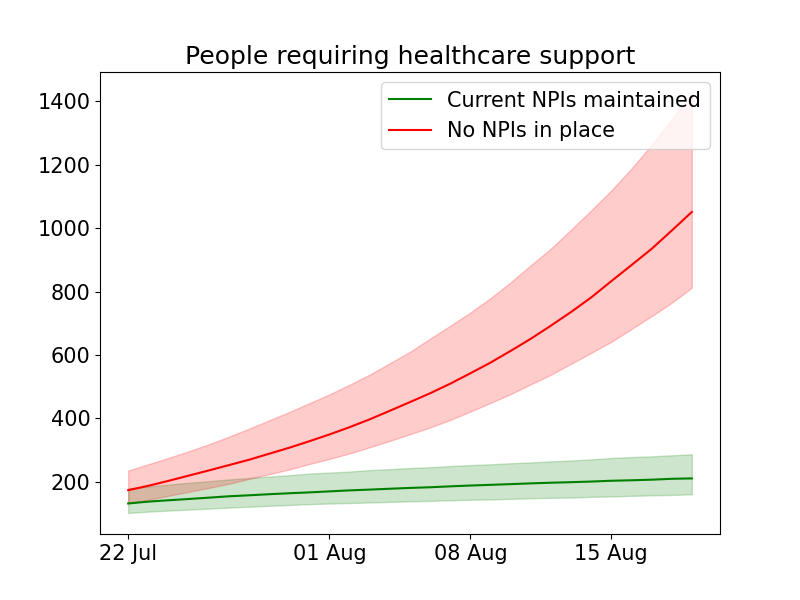 People requiring healthcare support
Current NPIs maintained
No NPIs in place
1400
1200
1000
800
600
400
200
22 Jul
01 Aug
08 Aug
15 Aug